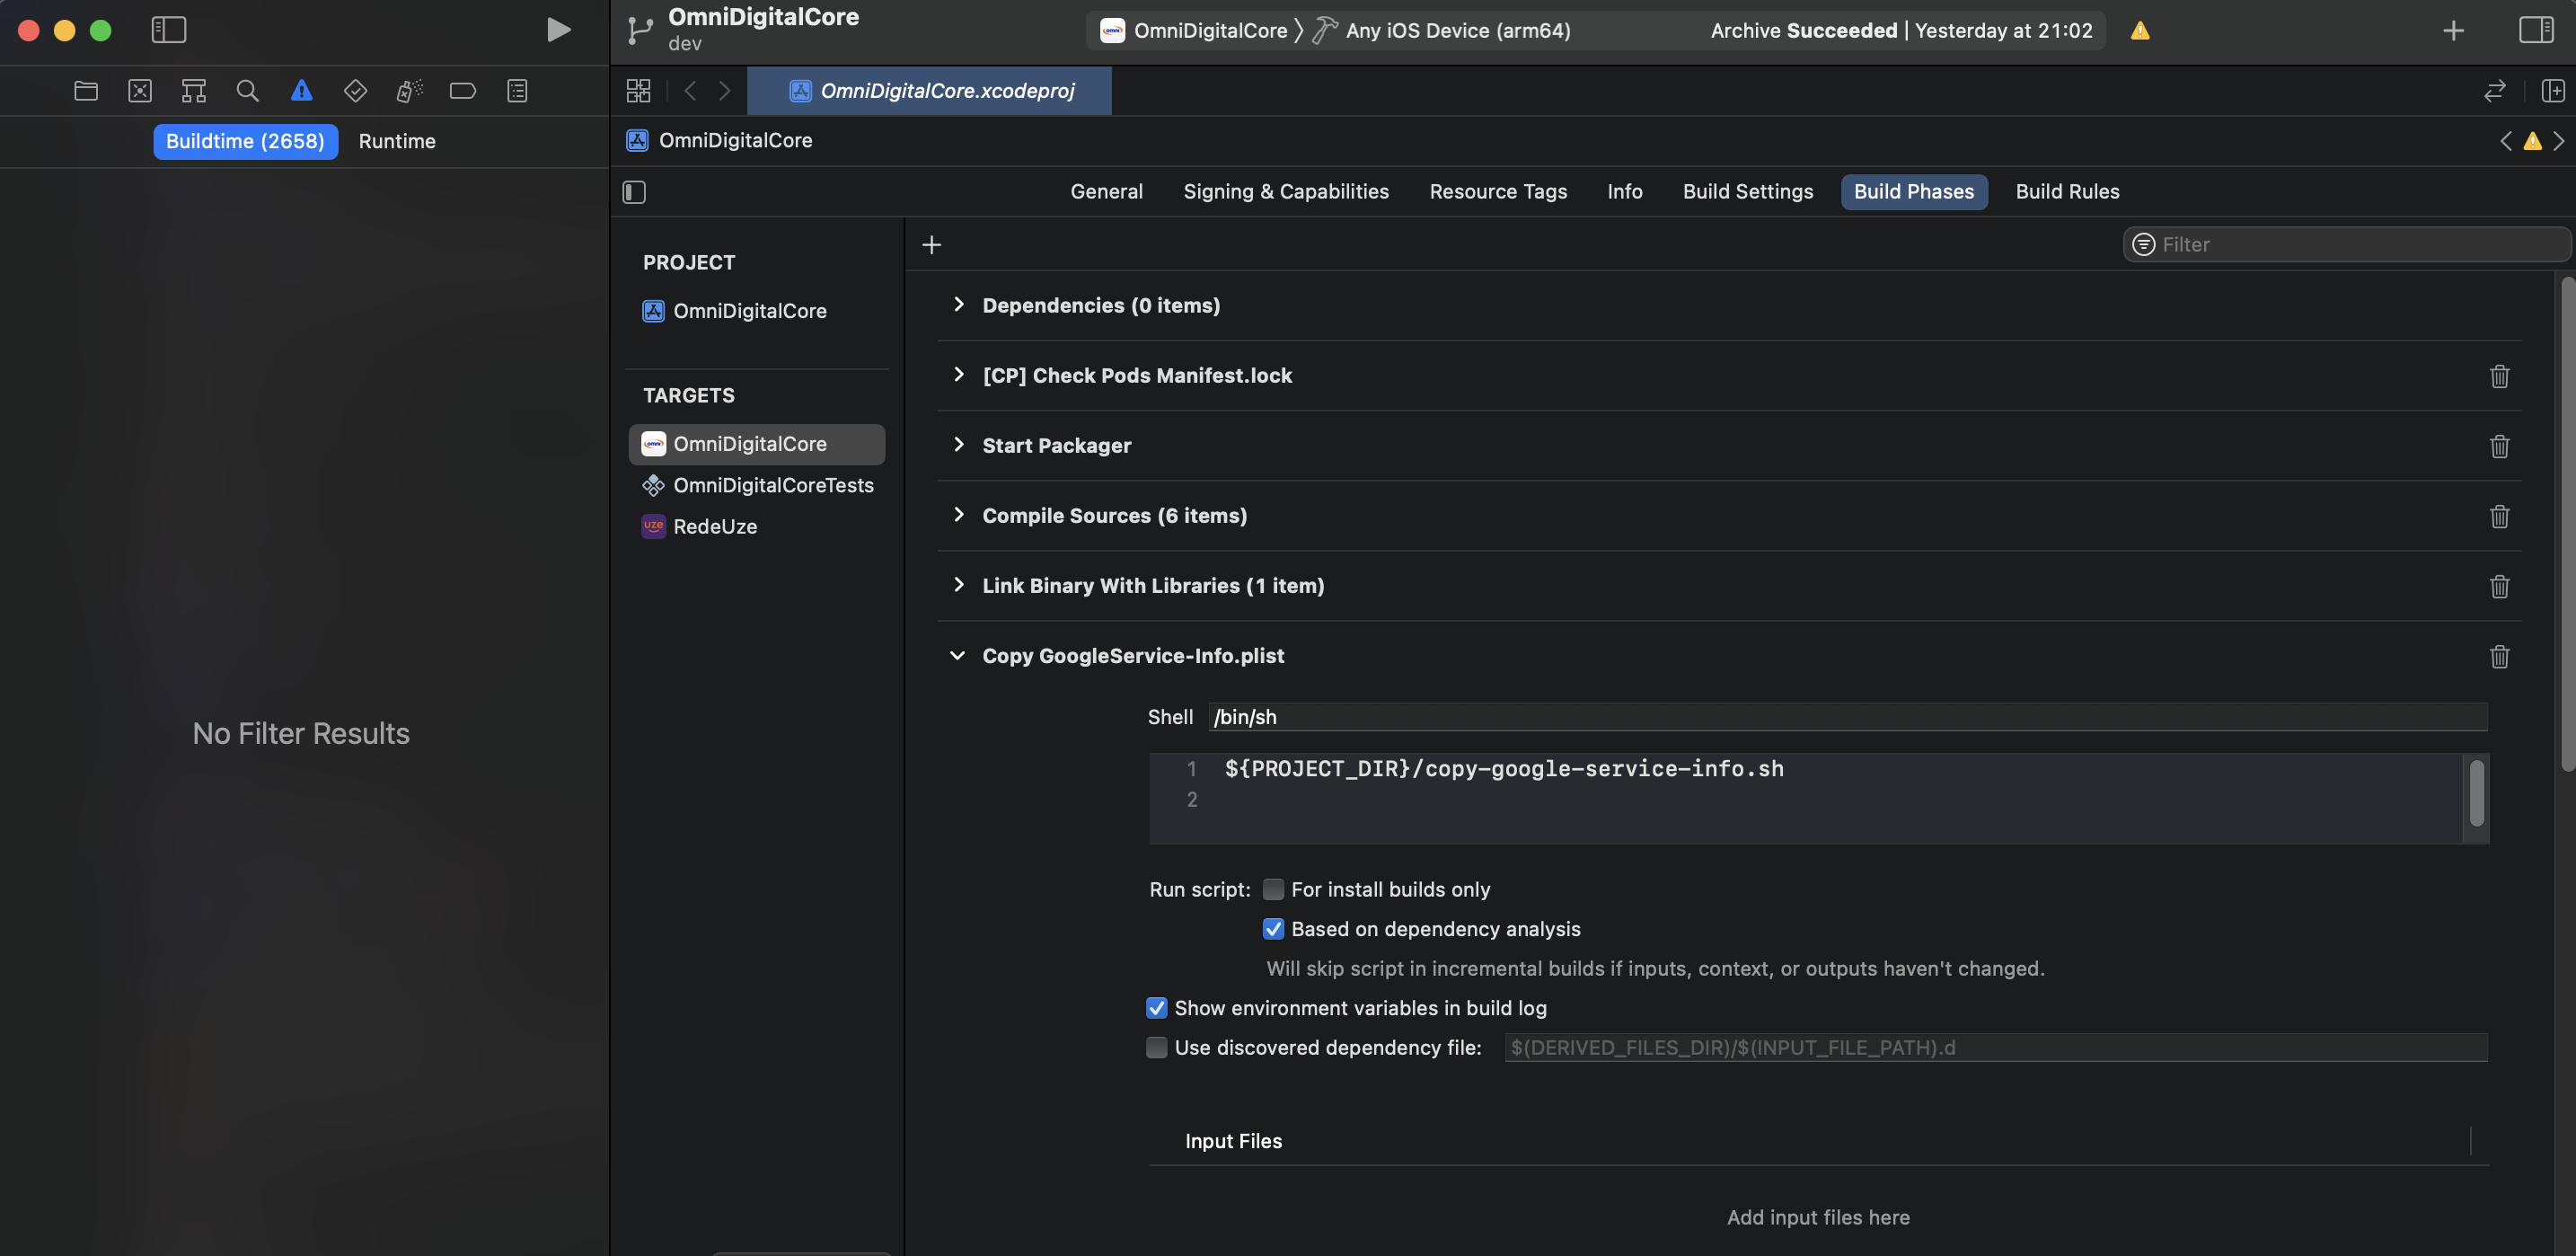 OmniDigitalCore
dev
OmniDigitalCore
Any iOS Device (arm64)
Archive Succeeded | Yesterday at 21:02
OmniDigitalCore.xcodeproj
Buildtime (2658)
Runtime
OmniDigitalCore
General
Signing & Capabilities
Resource Tags
Info
Build Settings
Build Phases
Build Rules
Filter
PROJECT
OmniDigitalCore
TARGETS
omni
OmniDigitalCore
OmniDigitalCoreTests
uze
RedeUze
No Filter Results
Dependencies (0 items)
[CP] Check Pods Manifest.lock
Start Packager
Compile Sources (6 items)
Link Binary With Libraries (1 item)
Copy GoogleService-Info.plist
Shell /bin/sh
1 ${PROJECT_DIR}/copy-google-service-info.sh
2
Run script: For install builds only
Based on dependency analysis
Will skip script in incremental builds if inputs, context, or outputs haven't changed.
Show environment variables in build log
Use discovered dependency file: $(DERIVED_FILES_DIR)/$(INPUT_FILE_PATH).d
Input Files
Add input files here